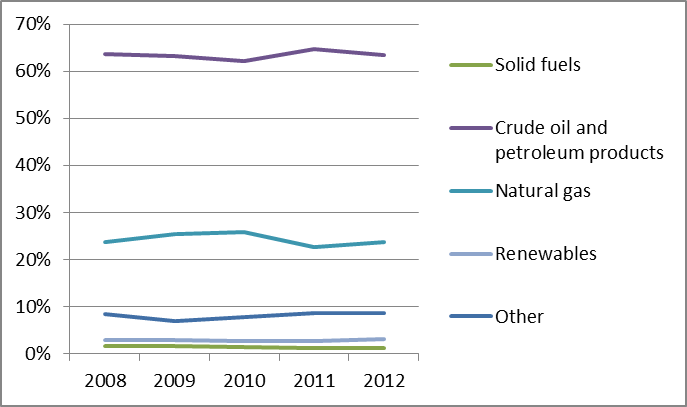 70%
60%
50%
40%
30%
20%
10%
0%
2008 2009 2010 2011 2012
Solid fuels
Crude oil and
petroleum products
Natural gas
Renewables
Other